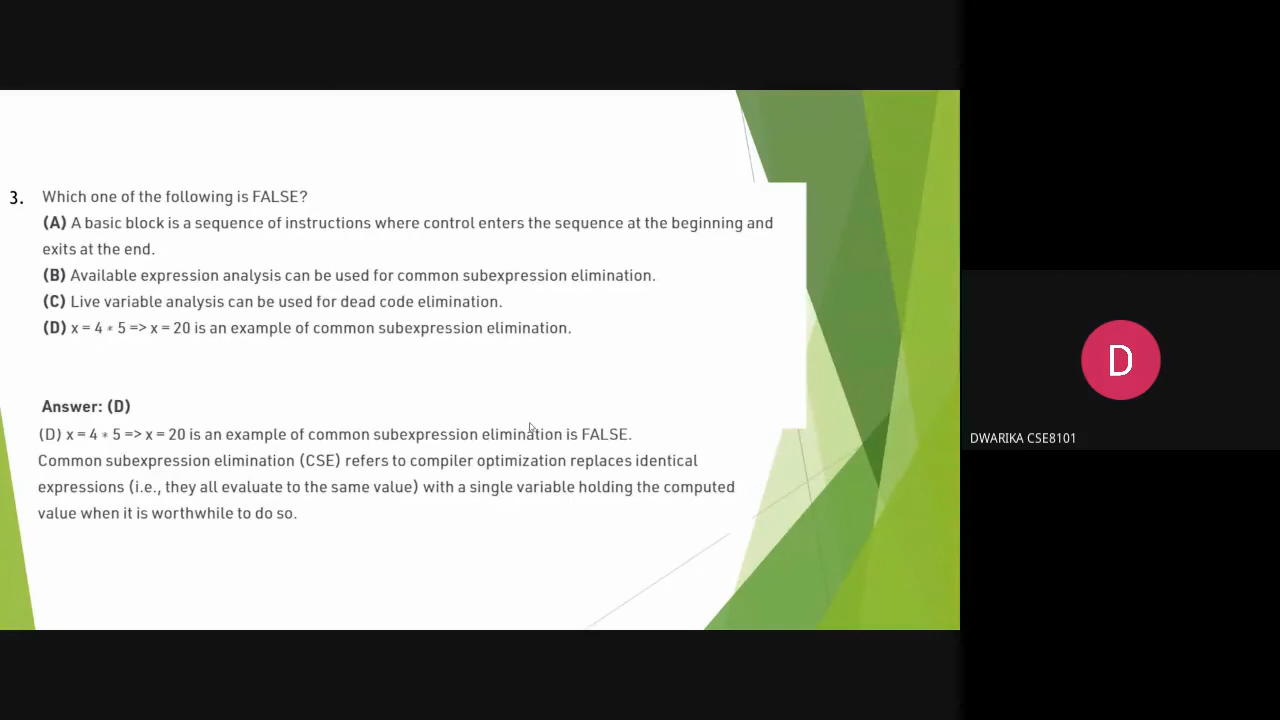 3. Which one of the following is FALSE?
(A) A basic block is a sequence of instructions where control enters the sequence at the beginning and
exits at the end.
(B) Available expression analysis can be used for common subexpression elimination.
(C) Live variable analysis can be used for dead code elimination.
(D) x = 4 * 5 => x = 20 is an example of common subexpression elimination.
Answer: (D)
(D) x = 4 * 5 => x = 20 is an example of common subexpression elimination is FALSE.
Common subexpression elimination (CSE) refers to compiler optimization replaces identical
expressions (i.e., they all evaluate to the same value) with a single variable holding the computed
value when it is worthwhile to do so.
D
DWARIKA CSE8101